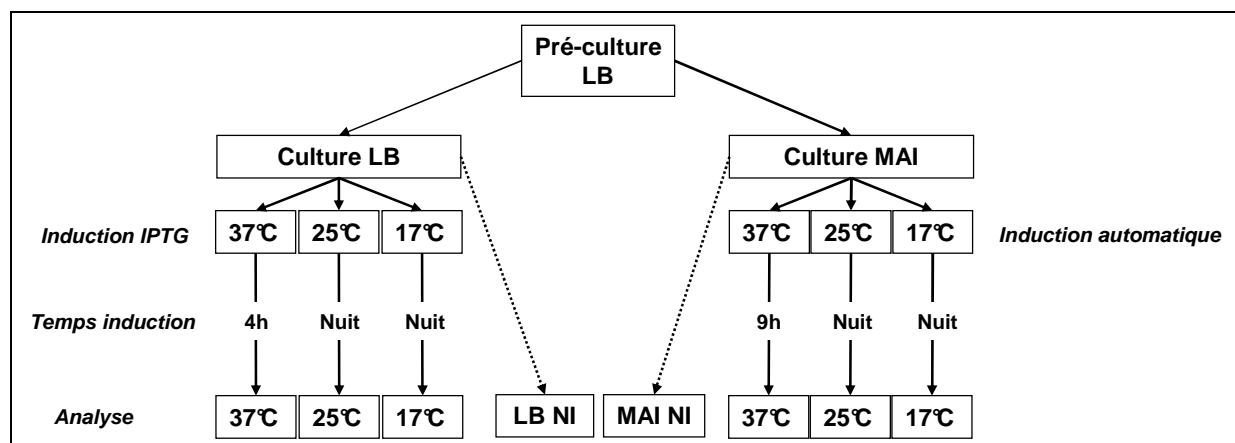 Pré-culture
LB
Culture LB
Culture MAI
Induction IPTG
37°C
25°C
17°C
37°C
25°C
17°C
Induction automatique
Temps induction
4h
Nuit
Nuit
9h
Nuit
Nuit
Analyse
37°C
25°C
17°C
LB NI
MAI NI
37°C
25°C
17°C